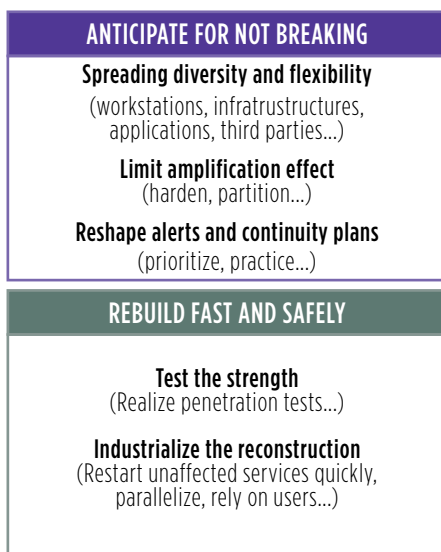 ANTICIPATE FOR NOT BREAKING
Spreading diversity and flexibility
(workstations, infratrustructures,
applications, third parties...)
Limit amplification effect
(harden, partition...)
Reshape alerts and continuity plans
(prioritize, practice...)
REBUILD FAST AND SAFELY
Test the strength
(Realize penetration tests...)
Industrialize the reconstruction
(Restart unaffected services quickly,
parallelize, rely on users...)